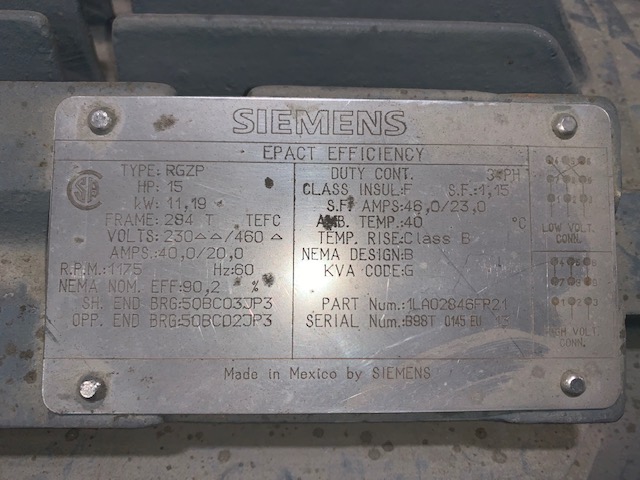 SIEMENS
EPACT EFFICIENCY
TYPE: RGZP
HP: 15
kW: 11,19
FRAME: 284 T TEFC
VOLTS: 230 △△/460 △
AMPS: 40,0/20,0
R.P.M.: 1175 Hz: 60
NEMA NOM. EFF: 90,2 %
SH. END BRG: 50BC03JP3
OPP. END BRG: 50BC02JP3
DUTY CONT. 3 PH
CLASS INSUL: F S.F.: 1,15
S.F. AMPS: 46,0/23,0
AMB. TEMP.: 40 °C
TEMP. RISE: Class B
NEMA DESIGN: B
KVA CODE: G
PART Num.: 1LA02846FP21
SERIAL Num.: B98T 0145 EU
LOW VOLT.
CONN.
HIGH VOLT.
CONN.
Made in Mexico by SIEMENS